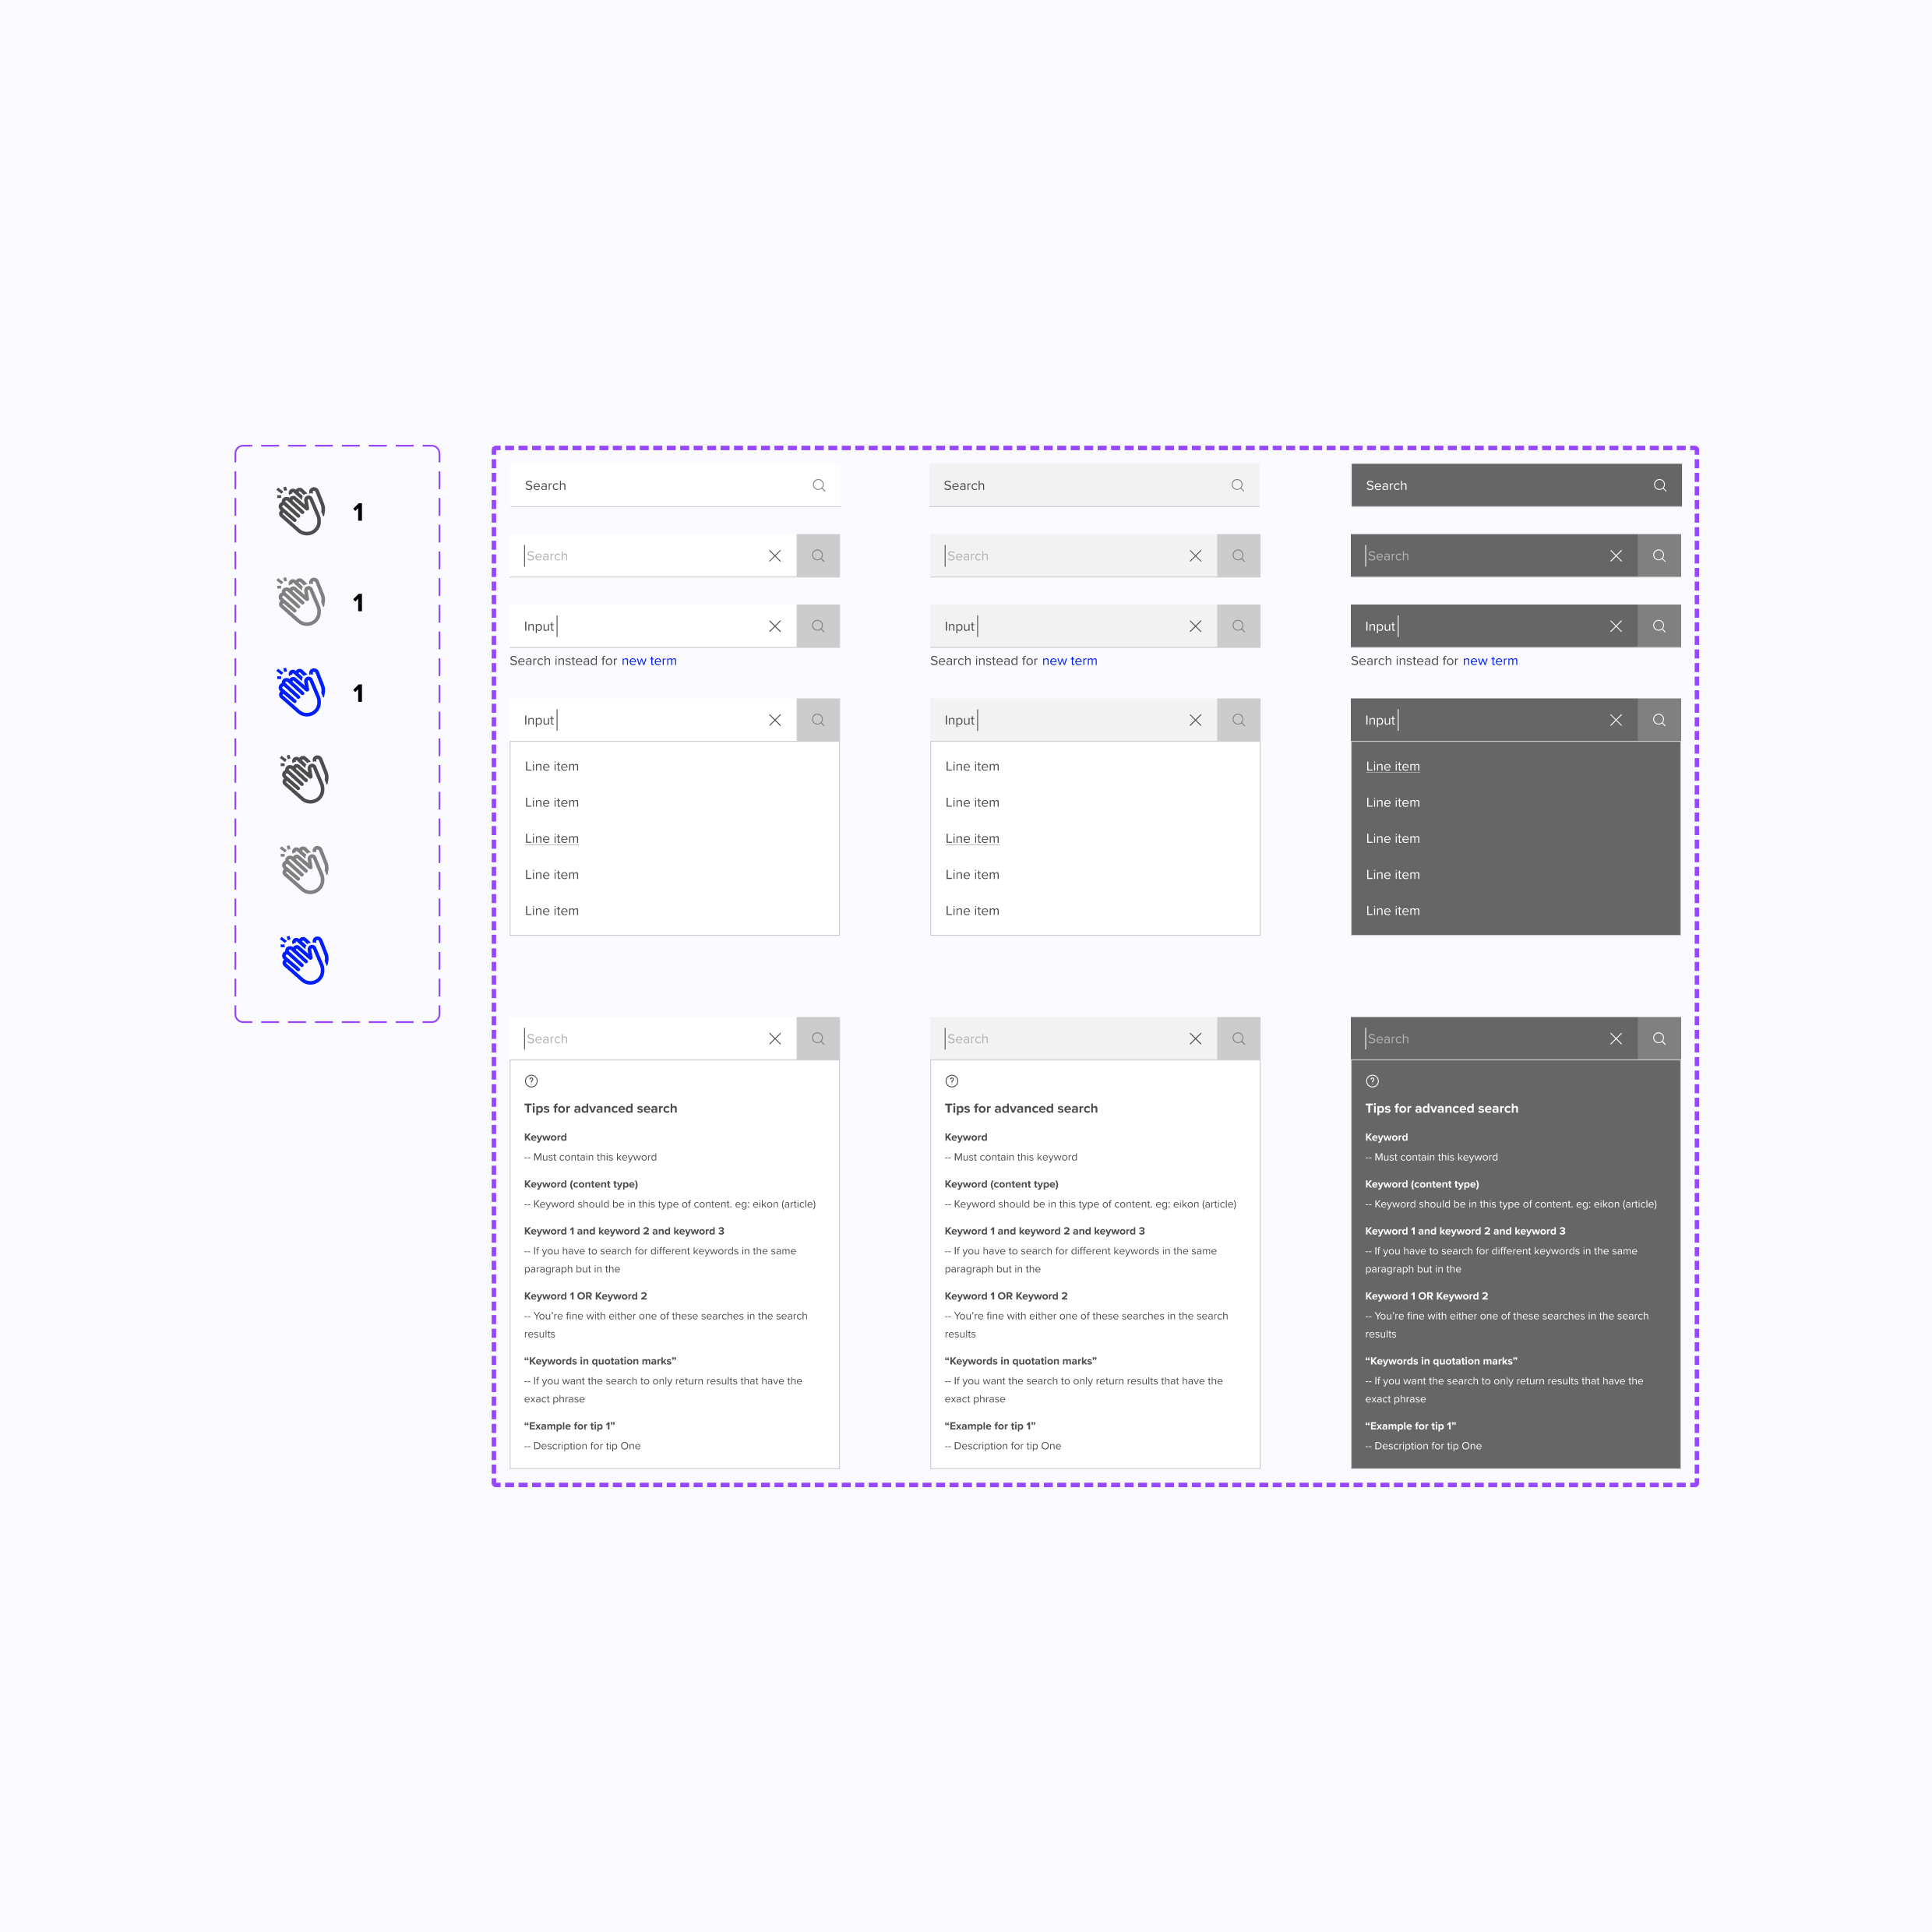 1
1
1
Search
Search
Input
Search instead for new term
Input
Line item
Line item
Line item
Line item
Line item
Search
Tips for advanced search
Keyword
-- Must contain this keyword
Keyword (content type)
-- Keyword should be in this type of content. eg: eikon (article)
Keyword 1 and keyword 2 and keyword 3
-- If you have to search for different keywords in the same
paragraph but in the
Keyword 1 OR Keyword 2
-- You’re fine with either one of these searches in the search
results
“Keywords in quotation marks”
-- If you want the search to only return results that have the
exact phrase
“Example for tip 1”
-- Description for tip One
Search
Search
Input
Search instead for new term
Input
Line item
Line item
Line item
Line item
Line item
Search
Tips for advanced search
Keyword
-- Must contain this keyword
Keyword (content type)
-- Keyword should be in this type of content. eg: eikon (article)
Keyword 1 and keyword 2 and keyword 3
-- If you have to search for different keywords in the same
paragraph but in the
Keyword 1 OR Keyword 2
-- You’re fine with either one of these searches in the search
results
“Keywords in quotation marks”
-- If you want the search to only return results that have the
exact phrase
“Example for tip 1”
-- Description for tip One
Search
Search
Input
Search instead for new term
Input
Line item
Line item
Line item
Line item
Line item
Search
Tips for advanced search
Keyword
-- Must contain this keyword
Keyword (content type)
-- Keyword should be in this type of content. eg: eikon (article)
Keyword 1 and keyword 2 and keyword 3
-- If you have to search for different keywords in the same
paragraph but in the
Keyword 1 OR Keyword 2
-- You’re fine with either one of these searches in the search
results
“Keywords in quotation marks”
-- If you want the search to only return results that have the
exact phrase
“Example for tip 1”
-- Description for tip One